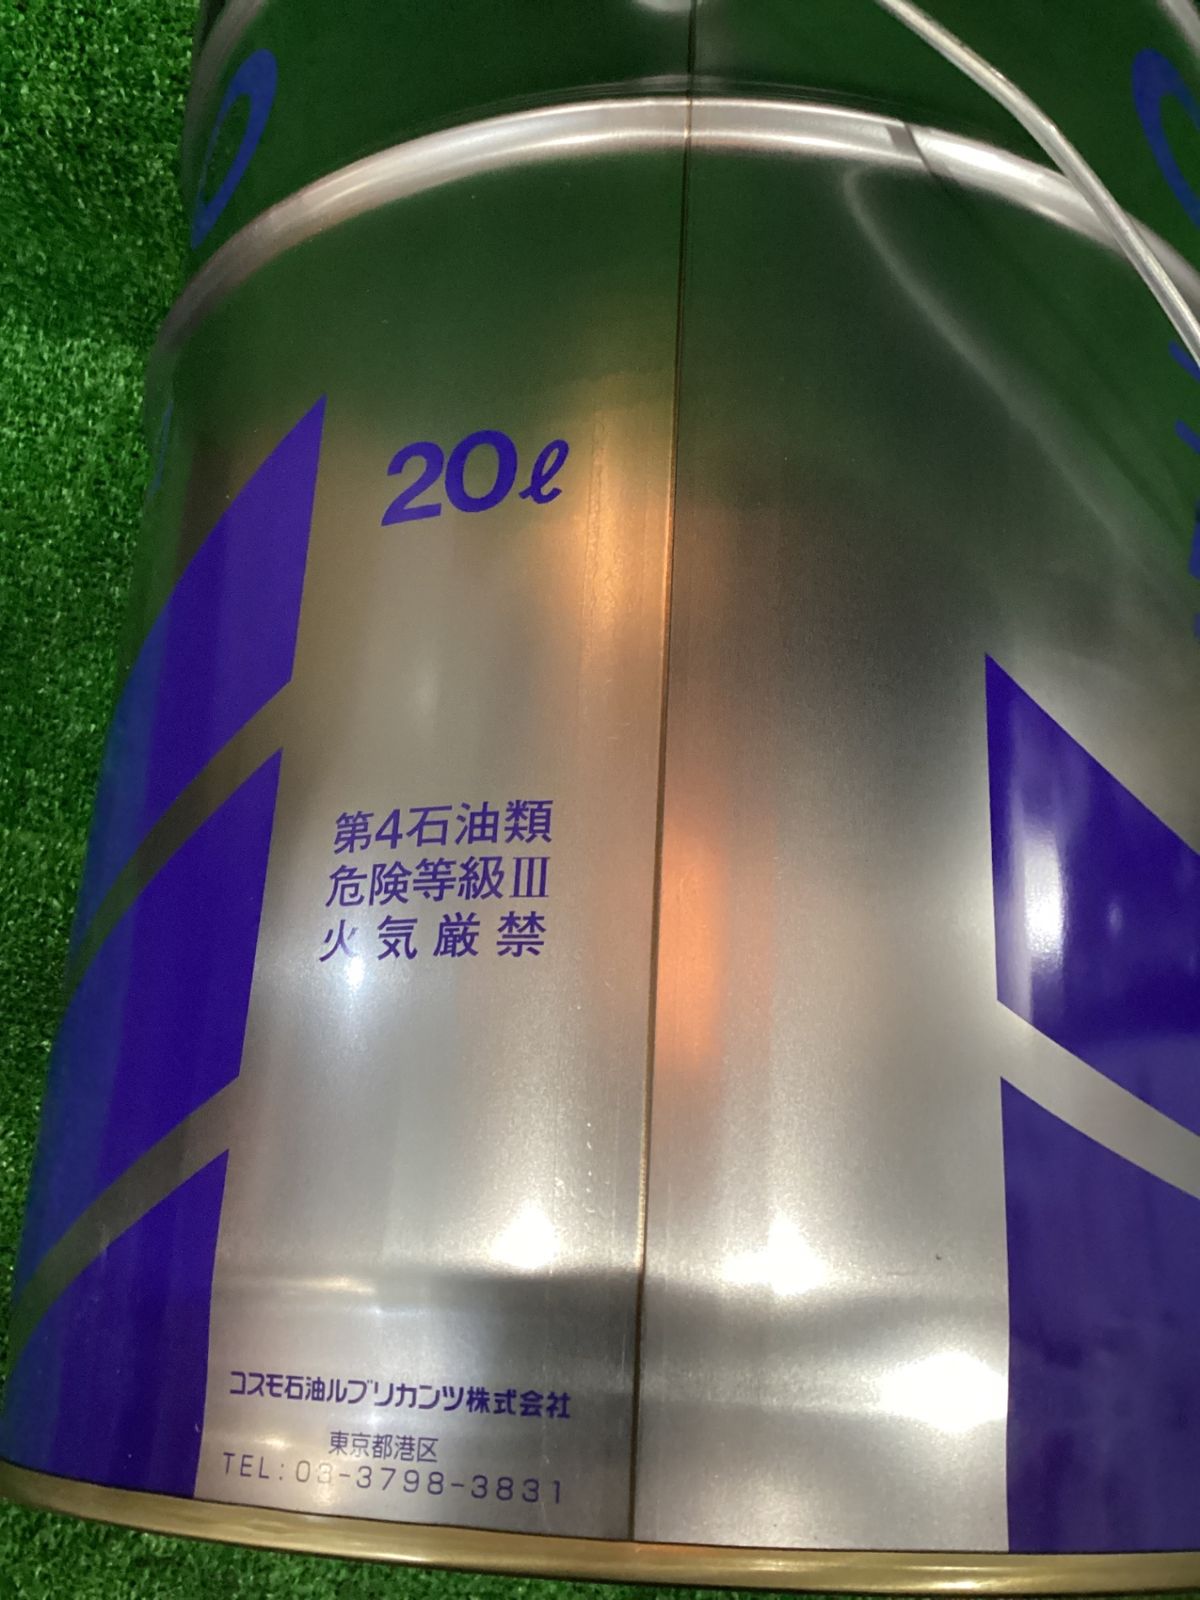 20ℓ
第4石油類
危険等級Ⅲ
火気厳禁
コスモ石油ルブリカンツ株式会社
東京都港区
TEL:03-3798-3831